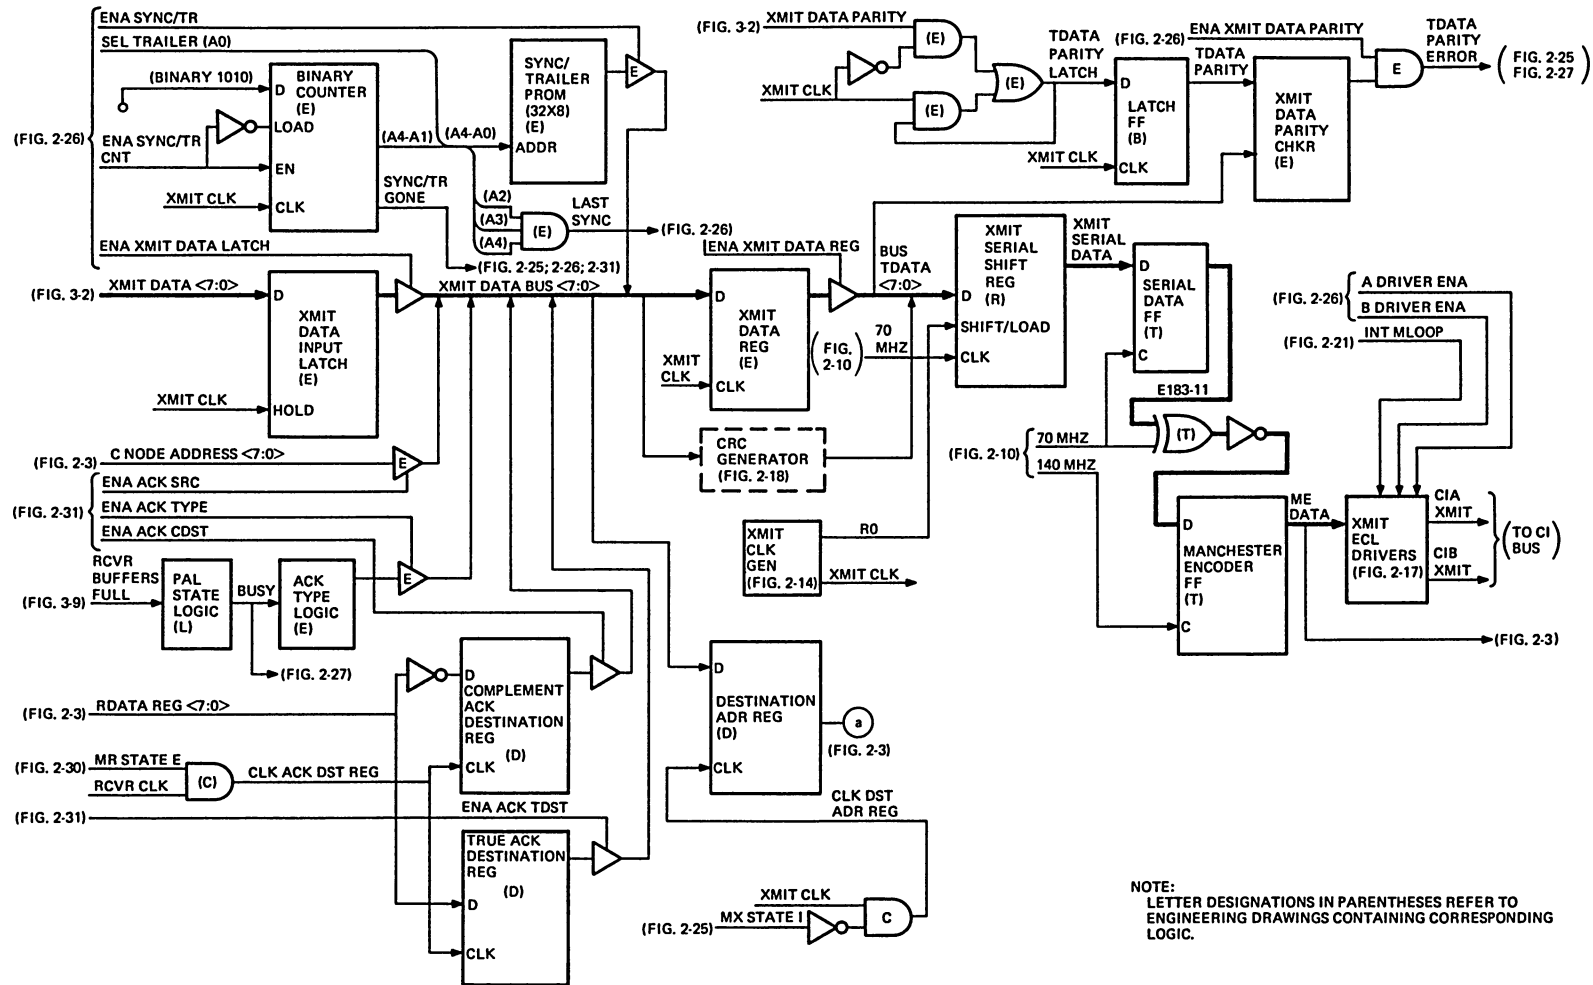 ENA SYNC/TR
SEL TRAILER (A0)
(BINARY 1010)
D
BINARY
COUNTER
(E)
LOAD
EN
CLK
(FIG. 2-26)
ENA SYNC/TR
CNT
XMIT CLK
(A4-A1)
(A4-A0)
SYNC/TR
GONE
SYNC/
TRAILER
PROM
(32X8)
(E)
ADDR
E
(A2)
(A3)
(A4)
(E)
LAST
SYNC
(FIG. 2-26)
(FIG. 2-25; 2-26; 2-31)
ENA XMIT DATA LATCH
(FIG. 3-2)
XMIT DATA <7:0>
D
XMIT
DATA
INPUT
LATCH
(E)
HOLD
XMIT CLK
XMIT DATA BUS <7:0>
(FIG. 3-2)
XMIT DATA PARITY
(E)
XMIT CLK
(E)
(E)
TDATA
PARITY
LATCH
D
LATCH
FF
(B)
CLK
XMIT CLK
(FIG. 2-26)
ENA XMIT DATA PARITY
TDATA
PARITY
XMIT
DATA
PARITY
CHKR
(E)
E
TDATA
PARITY
ERROR
(FIG. 2-25
FIG. 2-27)
ENA XMIT DATA REG
D
XMIT
DATA
REG
(E)
CLK
XMIT
CLK
BUS
TDATA
<7:0>
(FIG.
2-10)
70
MHZ
XMIT
SERIAL
SHIFT
REG
(R)
D
SHIFT/LOAD
CLK
XMIT
SERIAL
DATA
D
SERIAL
DATA
FF
(T)
C
E183-11
(FIG. 2-26)
A DRIVER ENA
B DRIVER ENA
(FIG. 2-21)
INT MLOOP
(FIG. 2-10)
70 MHZ
140 MHZ
(T)
D
MANCHESTER
ENCODER
FF
(T)
C
ME
DATA
XMIT
ECL
DRIVERS
(FIG. 2-17)
CIA
XMIT
CIB
XMIT
(TO CI
BUS)
(FIG. 2-3)
CRC
GENERATOR
(FIG. 2-18)
XMIT
CLK
GEN
(FIG. 2-14)
R0
XMIT CLK
(FIG. 2-3)
C NODE ADDRESS <7:0>
E
(FIG. 2-31)
ENA ACK SRC
ENA ACK TYPE
ENA ACK CDST
RCVR
BUFFERS
FULL
(FIG. 3-9)
PAL
STATE
LOGIC
(L)
BUSY
ACK
TYPE
LOGIC
(E)
E
(FIG. 2-27)
(FIG. 2-3)
RDATA REG <7:0>
D
COMPLEMENT
ACK
DESTINATION
REG
(D)
CLK
(FIG. 2-30)
MR STATE E
RCVR CLK
(C)
CLK ACK DST REG
(FIG. 2-31)
ENA ACK TDST
TRUE ACK
DESTINATION
REG
(D)
D
CLK
D
DESTINATION
ADR REG
(D)
CLK
a
(FIG. 2-3)
CLK DST
ADR REG
XMIT CLK
(FIG. 2-25)
MX STATE I
C
NOTE:
LETTER DESIGNATIONS IN PARENTHESES REFER TO
ENGINEERING DRAWINGS CONTAINING CORRESPONDING
LOGIC.